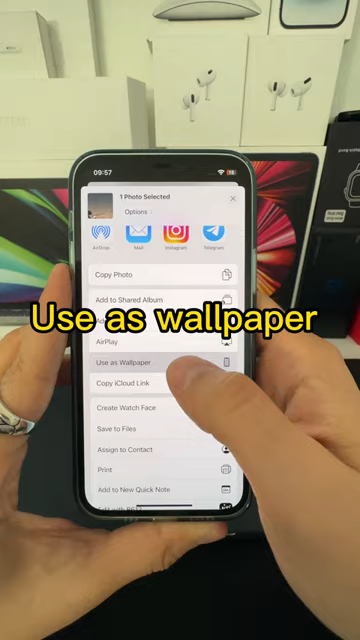 09:57
1 Photo Selected
Options
AirDrop
Mail
Instagram
Telegram
Copy Photo
Add to Shared Album
Use as wallpaper
AirPlay
Use as Wallpaper
Copy iCloud Link
Create Watch Face
Save to Files
Assign to Contact
Print
Add to New Quick Note